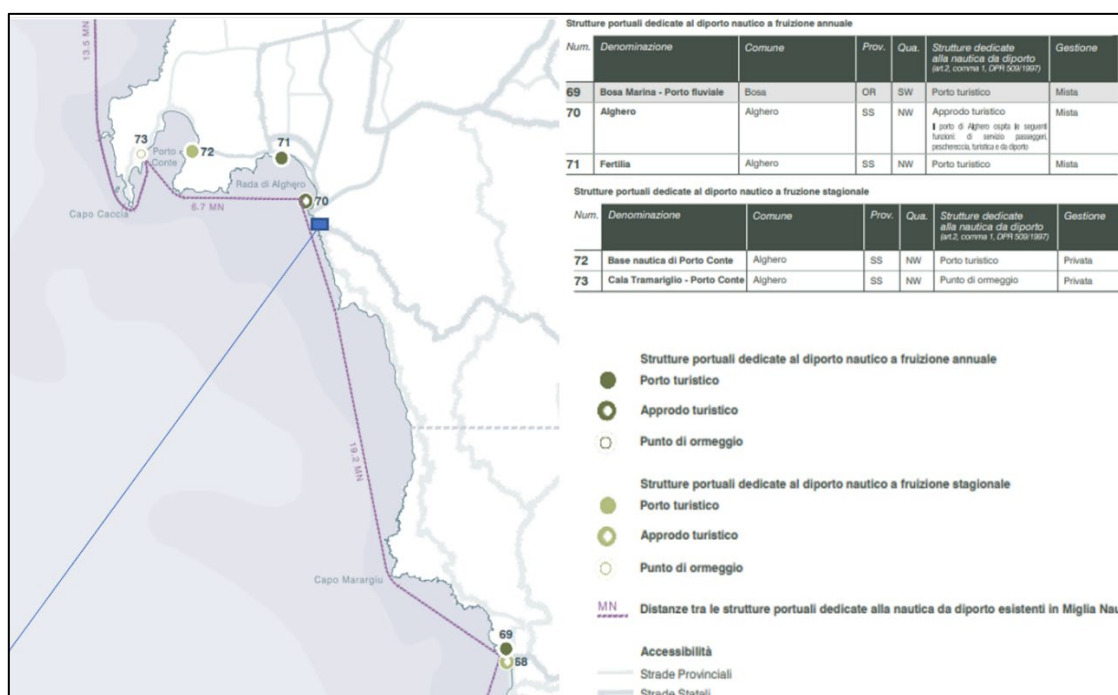 13.5 MN
73
Porto
Conte
72
71
Rada di Alghero
Capo Caccia
6.7 MN
70
19.2 MN
Capo Marargiu
69
68
Strutture portuali dedicate al diporto nautico a fruizione annuale
Num. Denominazione Comune Prov. Qua. Strutture dedicate Gestione
alla nautica da diporto
(art.2, comma 1, DPR 509/1997)
69 Bosa Marina - Porto fluviale Bosa OR SW Porto turistico Mista
70 Alghero Alghero SS NW Approdo turistico Mista
Il porto di Alghero ospita le seguenti
funzioni: di servizio passeggeri,
peschereccia, turistica e da diporto
71 Fertilia Alghero SS NW Porto turistico Mista
Strutture portuali dedicate al diporto nautico a fruzione stagionale
Num. Denominazione Comune Prov. Qua. Strutture dedicate Gestione
alla nautica da diporto
(art.2, comma 1, DPR 509/1997)
72 Base nautica di Porto Conte Alghero SS NW Porto turistico Privata
73 Cala Tramariglio - Porto Conte Alghero SS NW Punto di ormeggio Privata
Strutture portuali dedicate al diporto nautico a fruizione annuale
Porto turistico
Approdo turistico
Punto di ormeggio
Strutture portuali dedicate al diporto nautico a fruizione stagionale
Porto turistico
Approdo turistico
Punto di ormeggio
MN Distanze tra le strutture portuali dedicate alla nautica da diporto esistenti in Miglia Nau
Accessibilità
Strade Provinciali
Strade Statali